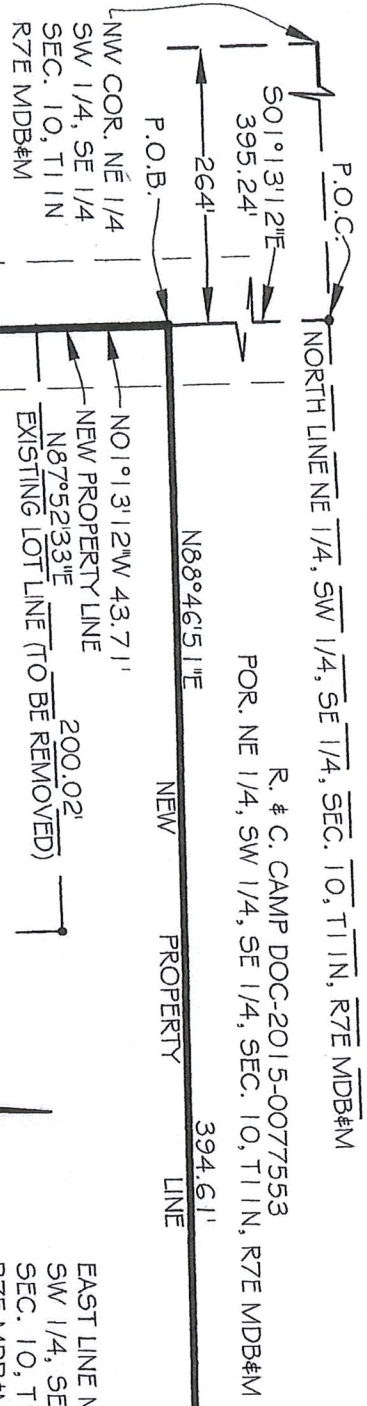 P.O.C.
NORTH LINE NE 1/4, SW 1/4, SE 1/4, SEC. 10, T11N, R7E MDB&M
S01°13'12"E
395.24'
264'
P.O.B.
NW COR. NE 1/4
SW 1/4, SE 1/4
SEC. 10, T11N
R7E MDB&M
R. & C. CAMP DOC-2015-0077553
POR. NE 1/4, SW 1/4, SE 1/4, SEC. 10, T11N, R7E MDB&M
N88°46'51"E
394.61'
NEW PROPERTY LINE
N01°13'12"W 43.71'
NEW PROPERTY LINE
N87°52'33"E
200.02'
EXISTING LOT LINE (TO BE REMOVED)
EAST LINE
SW 1/4, SE
SEC. 10, T